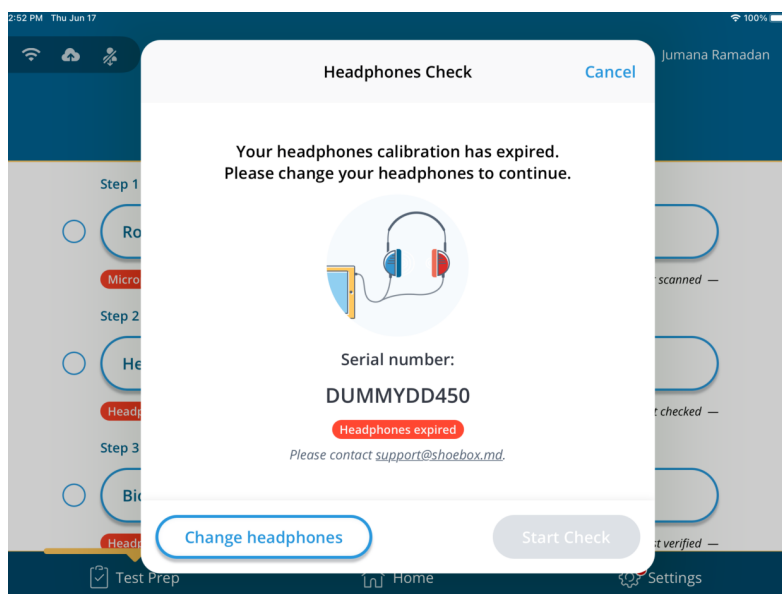 2:52 PM Thu Jun 17
100%
Jumana Ramadan
Headphones Check
Cancel
Your headphones calibration has expired.
Please change your headphones to continue.
Step 1
Ro
Micro
scanned —
Step 2
He
Headp
checked —
Step 3
Bio
Headp
verified —
Serial number:
DUMMYDD450
Headphones expired
Please contact support@shoebox.md.
Change headphones
Start Check
Test Prep
Home
Settings